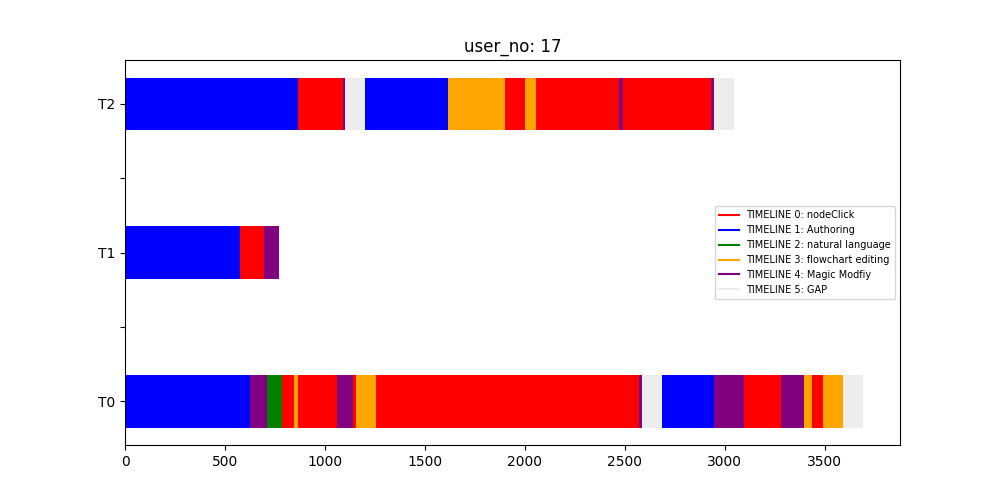 user_no: 17
T2
T1
T0
TIMELINE 0: nodeClick
TIMELINE 1: Authoring
TIMELINE 2: natural language
TIMELINE 3: flowchart editing
TIMELINE 4: Magic Modfiy
TIMELINE 5: GAP
0 500 1000 1500 2000 2500 3000 3500